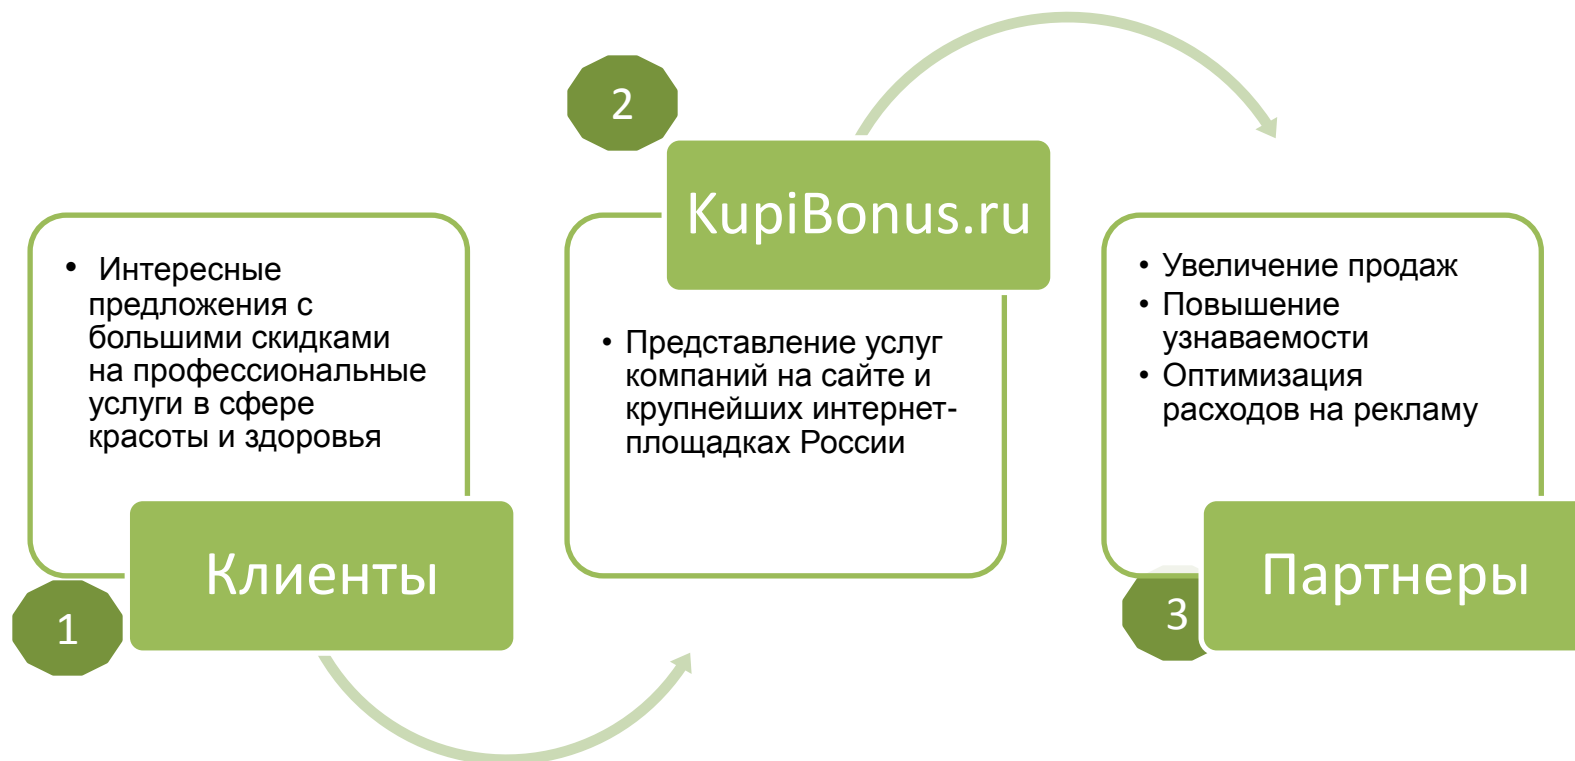 • Интересные
предложения с
большими скидками
на профессиональные
услуги в сфере
красоты и здоровья
Клиенты
1
2
KupiBonus.ru
• Представление услуг
компаний на сайте и
крупнейших интернет-
площадках России
• Увеличение продаж
• Повышение
узнаваемости
• Оптимизация
расходов на рекламу
Партнеры
3